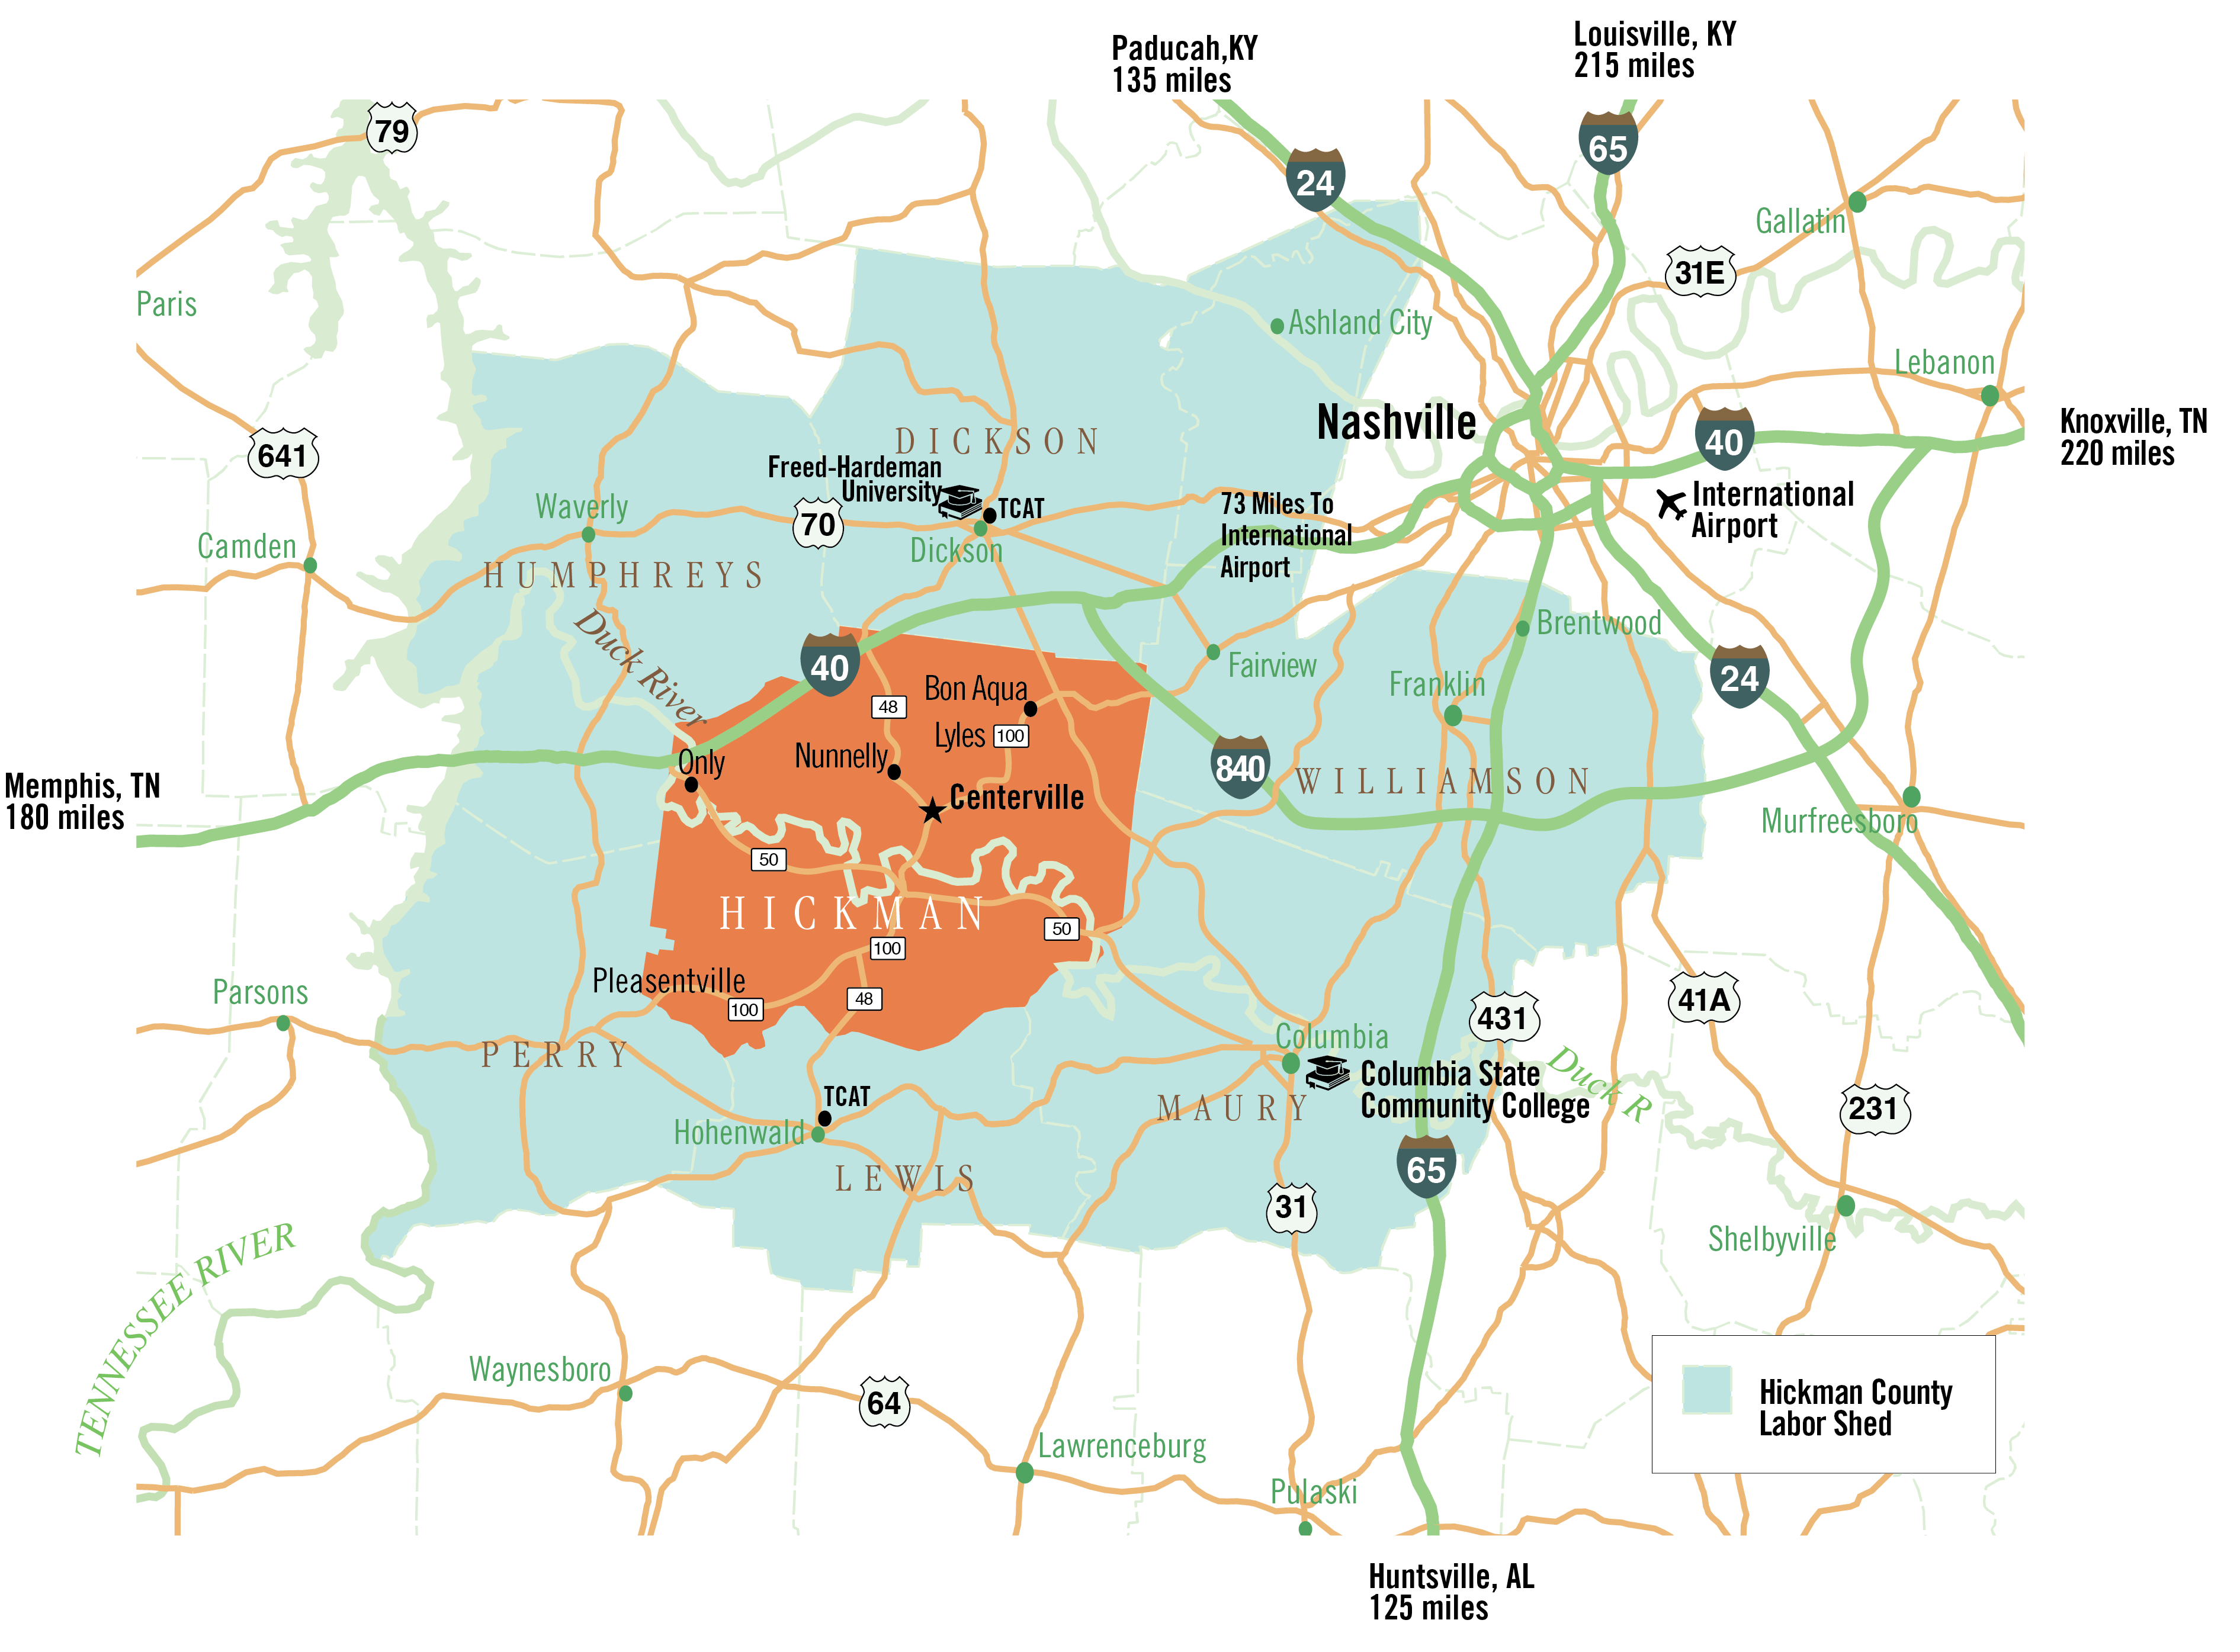 Paducah,KY
135 miles
Louisville, KY
215 miles
79
24
65
Gallatin
31E
Paris
Ashland City
Lebanon
Nashville
Knoxville, TN
220 miles
40
641
DICKSON
Freed-Hardeman
University
TCAT
70
Dickson
73 Miles To
International
Airport
International
Airport
Waverly
Camden
HUMPHREYS
Duck River
Brentwood
40
Fairview
Franklin
24
48
Bon Aqua
Lyles
100
Nunnelly
Only
Memphis, TN
180 miles
Centerville
840
WILLIAMSON
Murfreesboro
50
HICKMAN
50
100
Pleasentville
100
48
Parsons
41A
431
PERRY
Columbia
Columbia State
Community College
Duck R
TCAT
Hohenwald
MAURY
231
LEWIS
65
31
Shelbyville
TENNESSEE RIVER
Waynesboro
64
Hickman County
Labor Shed
Lawrenceburg
Pulaski
Huntsville, AL
125 miles